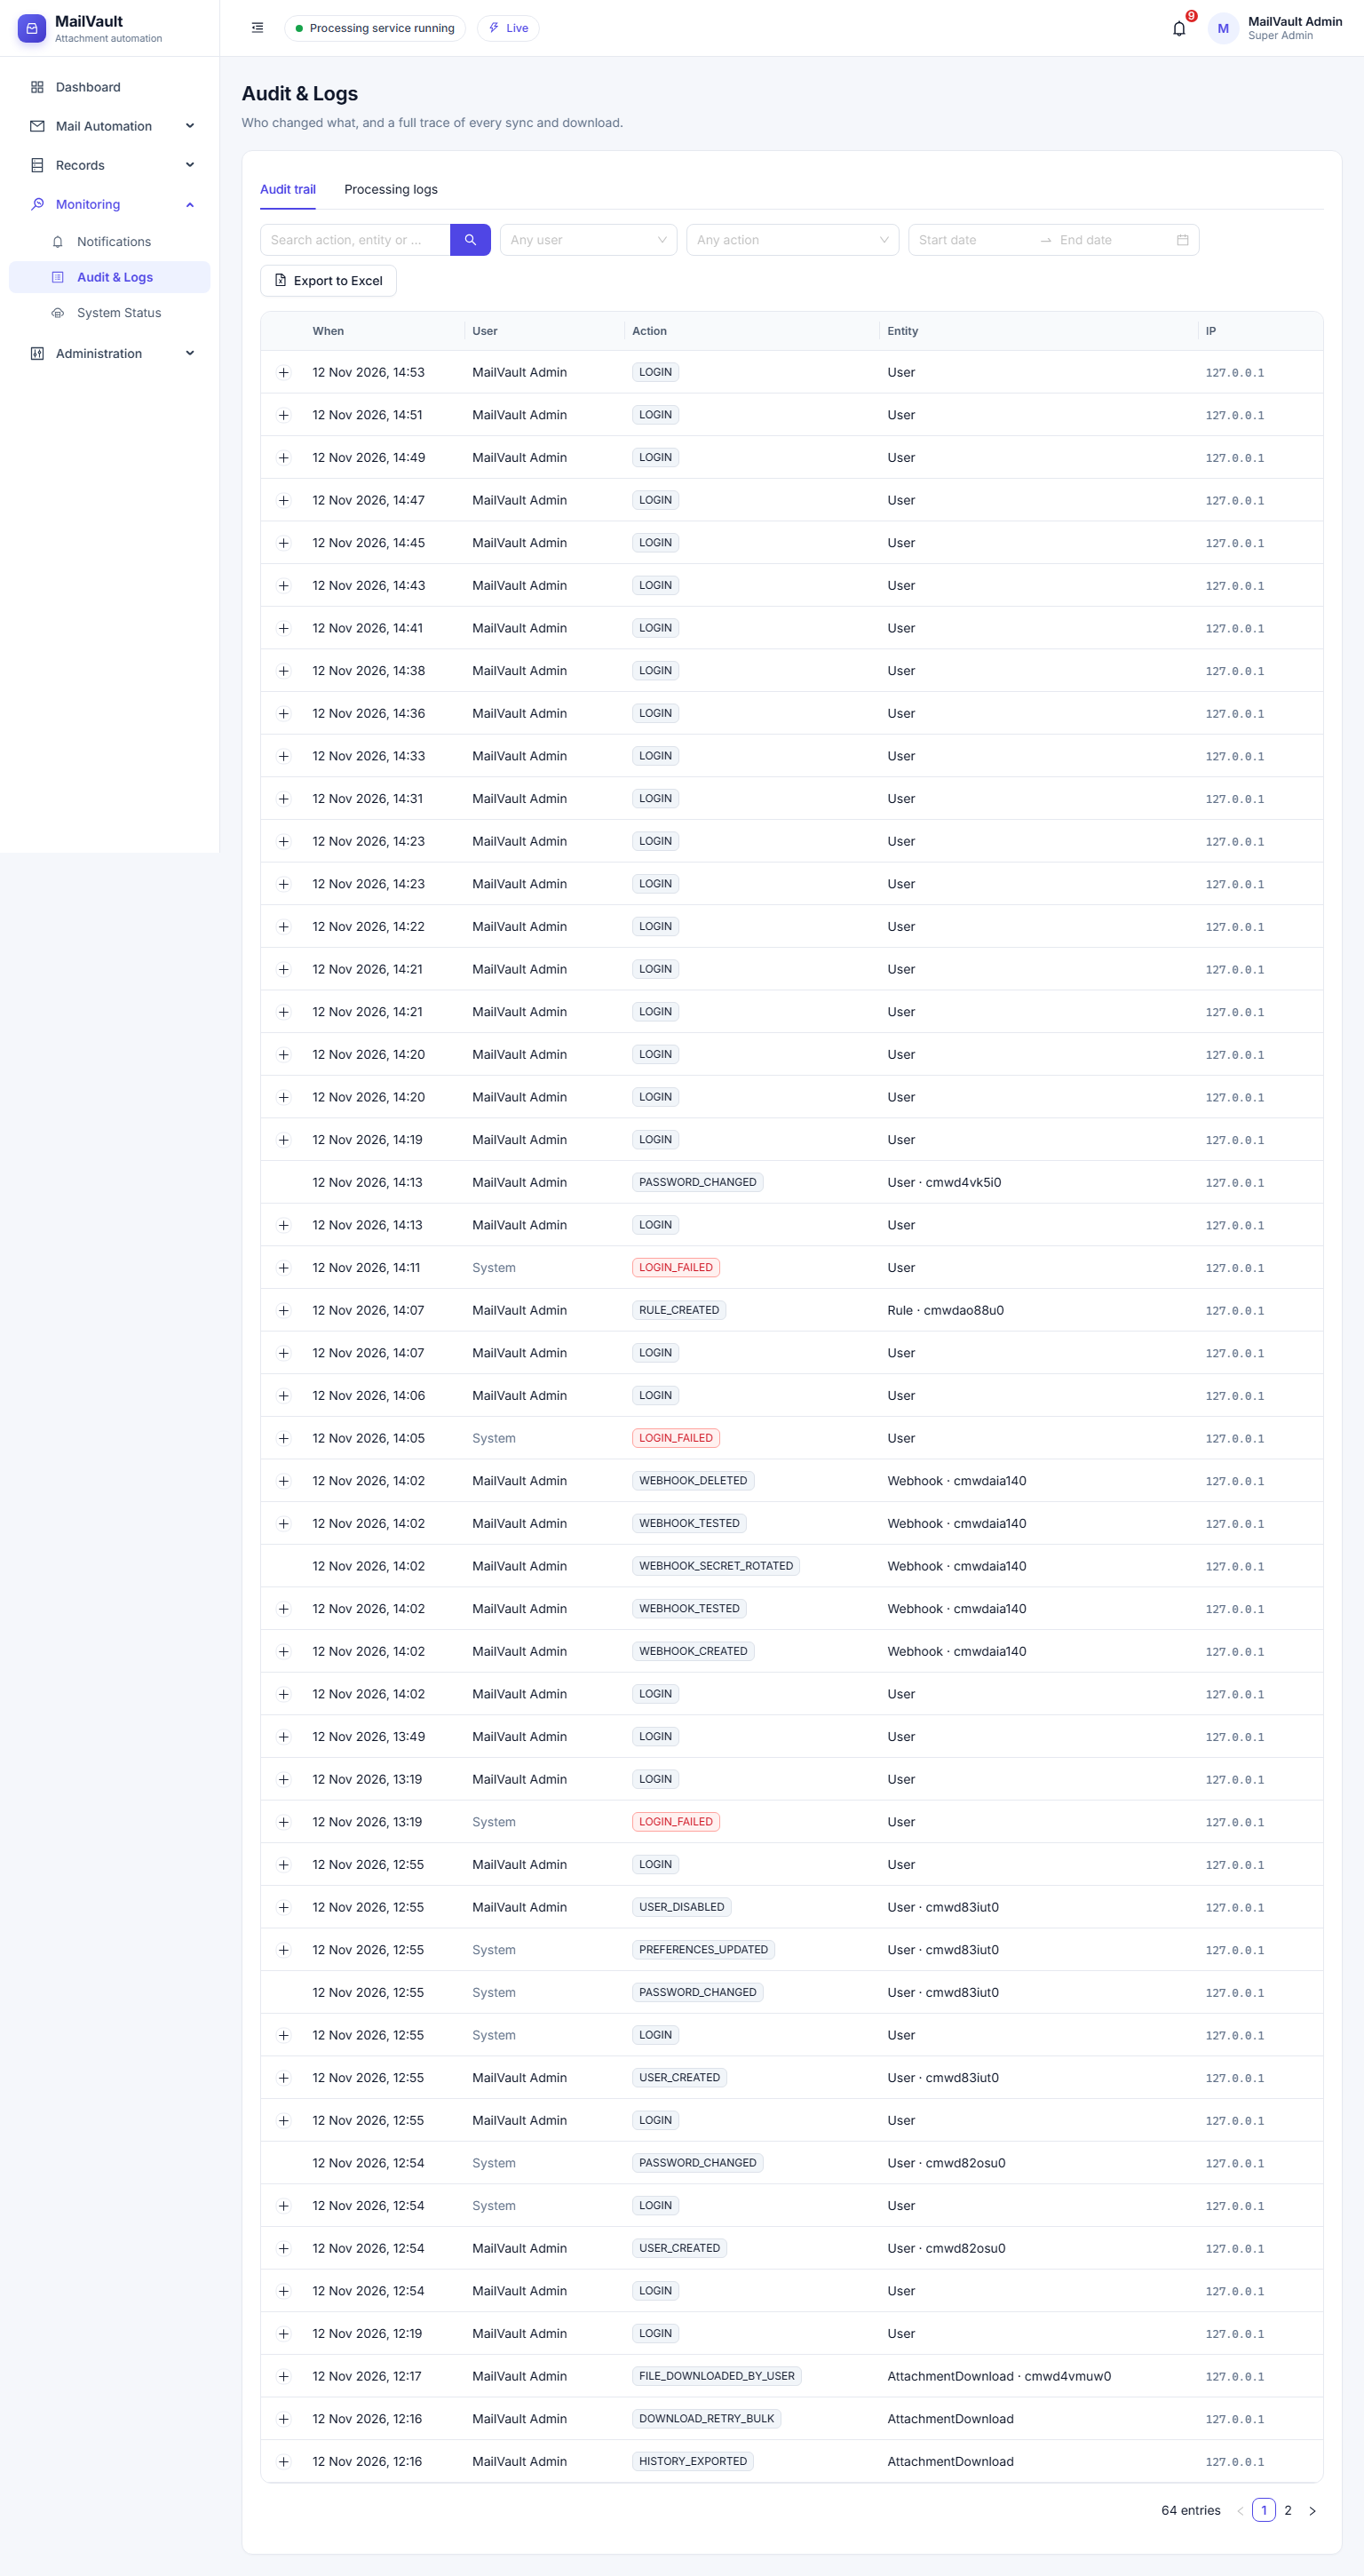 MailVault
Attachment automation
Processing service running
Live
9
M
MailVault Admin
Super Admin
Dashboard
Mail Automation
Records
Monitoring
Notifications
Audit & Logs
System Status
Administration
Audit & Logs
Who changed what, and a full trace of every sync and download.
Audit trail Processing logs
Search action, entity or ... Any user Any action Start date End date
Export to Excel
When User Action Entity IP
12 Nov 2026, 14:53 MailVault Admin LOGIN User 127.0.0.1
12 Nov 2026, 14:51 MailVault Admin LOGIN User 127.0.0.1
12 Nov 2026, 14:49 MailVault Admin LOGIN User 127.0.0.1
12 Nov 2026, 14:47 MailVault Admin LOGIN User 127.0.0.1
12 Nov 2026, 14:45 MailVault Admin LOGIN User 127.0.0.1
12 Nov 2026, 14:43 MailVault Admin LOGIN User 127.0.0.1
12 Nov 2026, 14:41 MailVault Admin LOGIN User 127.0.0.1
12 Nov 2026, 14:38 MailVault Admin LOGIN User 127.0.0.1
12 Nov 2026, 14:36 MailVault Admin LOGIN User 127.0.0.1
12 Nov 2026, 14:33 MailVault Admin LOGIN User 127.0.0.1
12 Nov 2026, 14:31 MailVault Admin LOGIN User 127.0.0.1
12 Nov 2026, 14:23 MailVault Admin LOGIN User 127.0.0.1
12 Nov 2026, 14:23 MailVault Admin LOGIN User 127.0.0.1
12 Nov 2026, 14:22 MailVault Admin LOGIN User 127.0.0.1
12 Nov 2026, 14:21 MailVault Admin LOGIN User 127.0.0.1
12 Nov 2026, 14:21 MailVault Admin LOGIN User 127.0.0.1
12 Nov 2026, 14:20 MailVault Admin LOGIN User 127.0.0.1
12 Nov 2026, 14:20 MailVault Admin LOGIN User 127.0.0.1
12 Nov 2026, 14:19 MailVault Admin LOGIN User 127.0.0.1
12 Nov 2026, 14:13 MailVault Admin PASSWORD_CHANGED User · cmwd4vk5i0 127.0.0.1
12 Nov 2026, 14:13 MailVault Admin LOGIN User 127.0.0.1
12 Nov 2026, 14:11 System LOGIN_FAILED User 127.0.0.1
12 Nov 2026, 14:07 MailVault Admin RULE_CREATED Rule · cmwdao88u0 127.0.0.1
12 Nov 2026, 14:07 MailVault Admin LOGIN User 127.0.0.1
12 Nov 2026, 14:06 MailVault Admin LOGIN User 127.0.0.1
12 Nov 2026, 14:05 System LOGIN_FAILED User 127.0.0.1
12 Nov 2026, 14:02 MailVault Admin WEBHOOK_DELETED Webhook · cmwdaia140 127.0.0.1
12 Nov 2026, 14:02 MailVault Admin WEBHOOK_TESTED Webhook · cmwdaia140 127.0.0.1
12 Nov 2026, 14:02 MailVault Admin WEBHOOK_SECRET_ROTATED Webhook · cmwdaia140 127.0.0.1
12 Nov 2026, 14:02 MailVault Admin WEBHOOK_TESTED Webhook · cmwdaia140 127.0.0.1
12 Nov 2026, 14:02 MailVault Admin WEBHOOK_CREATED Webhook · cmwdaia140 127.0.0.1
12 Nov 2026, 14:02 MailVault Admin LOGIN User 127.0.0.1
12 Nov 2026, 13:49 MailVault Admin LOGIN User 127.0.0.1
12 Nov 2026, 13:19 MailVault Admin LOGIN User 127.0.0.1
12 Nov 2026, 13:19 System LOGIN_FAILED User 127.0.0.1
12 Nov 2026, 12:55 MailVault Admin LOGIN User 127.0.0.1
12 Nov 2026, 12:55 MailVault Admin USER_DISABLED User · cmwd83iut0 127.0.0.1
12 Nov 2026, 12:55 System PREFERENCES_UPDATED User · cmwd83iut0 127.0.0.1
12 Nov 2026, 12:55 System PASSWORD_CHANGED User · cmwd83iut0 127.0.0.1
12 Nov 2026, 12:55 System LOGIN User 127.0.0.1
12 Nov 2026, 12:55 MailVault Admin USER_CREATED User · cmwd83iut0 127.0.0.1
12 Nov 2026, 12:55 MailVault Admin LOGIN User 127.0.0.1
12 Nov 2026, 12:54 System PASSWORD_CHANGED User · cmwd82osu0 127.0.0.1
12 Nov 2026, 12:54 System LOGIN User 127.0.0.1
12 Nov 2026, 12:54 MailVault Admin USER_CREATED User · cmwd82osu0 127.0.0.1
12 Nov 2026, 12:54 MailVault Admin LOGIN User 127.0.0.1
12 Nov 2026, 12:19 MailVault Admin LOGIN User 127.0.0.1
12 Nov 2026, 12:17 MailVault Admin FILE_DOWNLOADED_BY_USER AttachmentDownload · cmwd4vmuw0 127.0.0.1
12 Nov 2026, 12:16 MailVault Admin DOWNLOAD_RETRY_BULK AttachmentDownload 127.0.0.1
12 Nov 2026, 12:16 MailVault Admin HISTORY_EXPORTED AttachmentDownload 127.0.0.1
64 entries 1 2